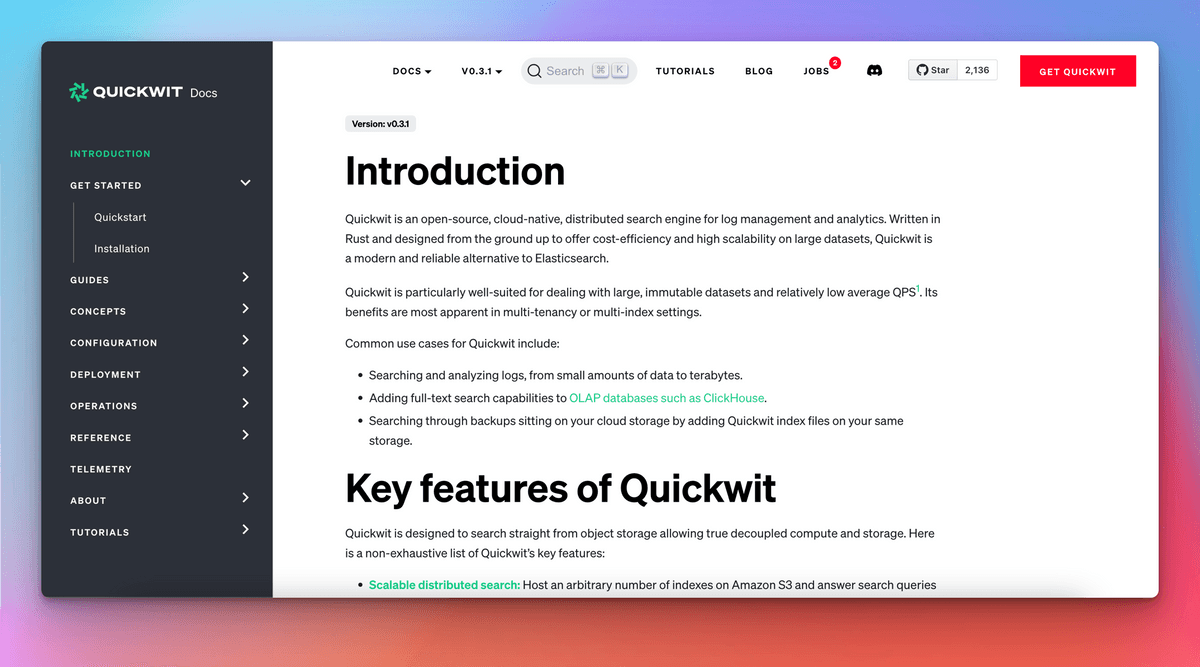 QUICKWIT Docs
INTRODUCTION
GET STARTED
Quickstart
Installation
GUIDES
CONCEPTS
CONFIGURATION
DEPLOYMENT
OPERATIONS
REFERENCE
TELEMETRY
ABOUT
TUTORIALS
DOCS
V0.3.1
Search ⌘ K
TUTORIALS
BLOG
JOBS 2
Star 2,136
GET QUICKWIT
Version: v0.3.1
Introduction
Quickwit is an open-source, cloud-native, distributed search engine for log management and analytics. Written in
Rust and designed from the ground up to offer cost-efficiency and high scalability on large datasets, Quickwit is
a modern and reliable alternative to Elasticsearch.
Quickwit is particularly well-suited for dealing with large, immutable datasets and relatively low average QPS1. Its
benefits are most apparent in multi-tenancy or multi-index settings.
Common use cases for Quickwit include:
• Searching and analyzing logs, from small amounts of data to terabytes.
• Adding full-text search capabilities to OLAP databases such as ClickHouse.
• Searching through backups sitting on your cloud storage by adding Quickwit index files on your same
storage.
Key features of Quickwit
Quickwit is designed to search straight from object storage allowing true decoupled compute and storage. Here
is a non-exhaustive list of Quickwit's key features:
• Scalable distributed search: Host an arbitrary number of indexes on Amazon S3 and answer search queries